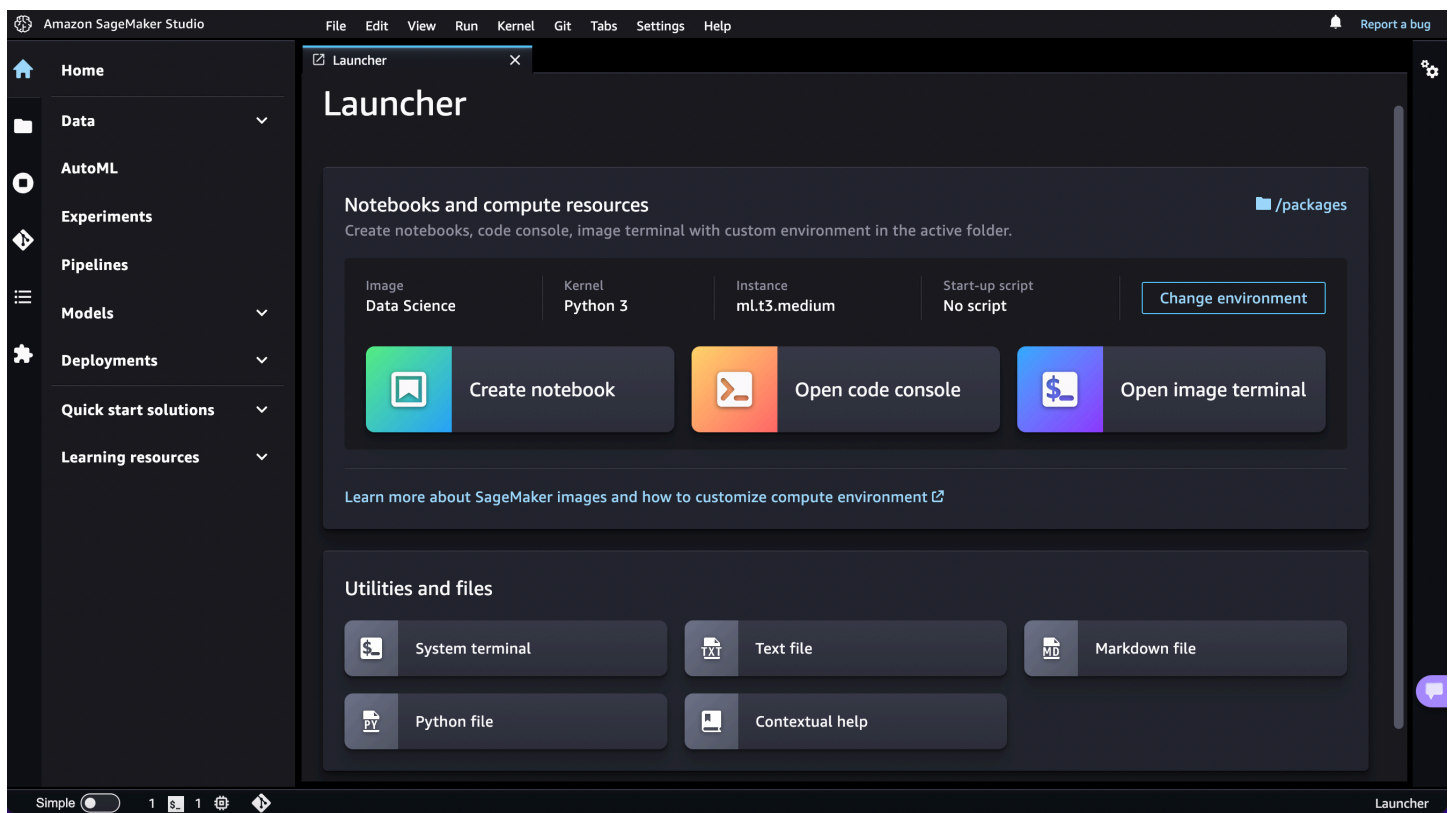 Amazon SageMaker Studio
File Edit View Run Kernel Git Tabs Settings Help
Report a bug
Home
Data
AutoML
Experiments
Pipelines
Models
Deployments
Quick start solutions
Learning resources
Launcher
Launcher
Notebooks and compute resources
/packages
Create notebooks, code console, image terminal with custom environment in the active folder.
Image
Data Science
Kernel
Python 3
Instance
ml.t3.medium
Start-up script
No script
Change environment
Create notebook
Open code console
$_
Open image terminal
Learn more about SageMaker images and how to customize compute environment
Utilities and files
$_
System terminal
TXT
Text file
MD
Markdown file
PY
Python file
Contextual help
Simple
1 $_ 1
Launcher